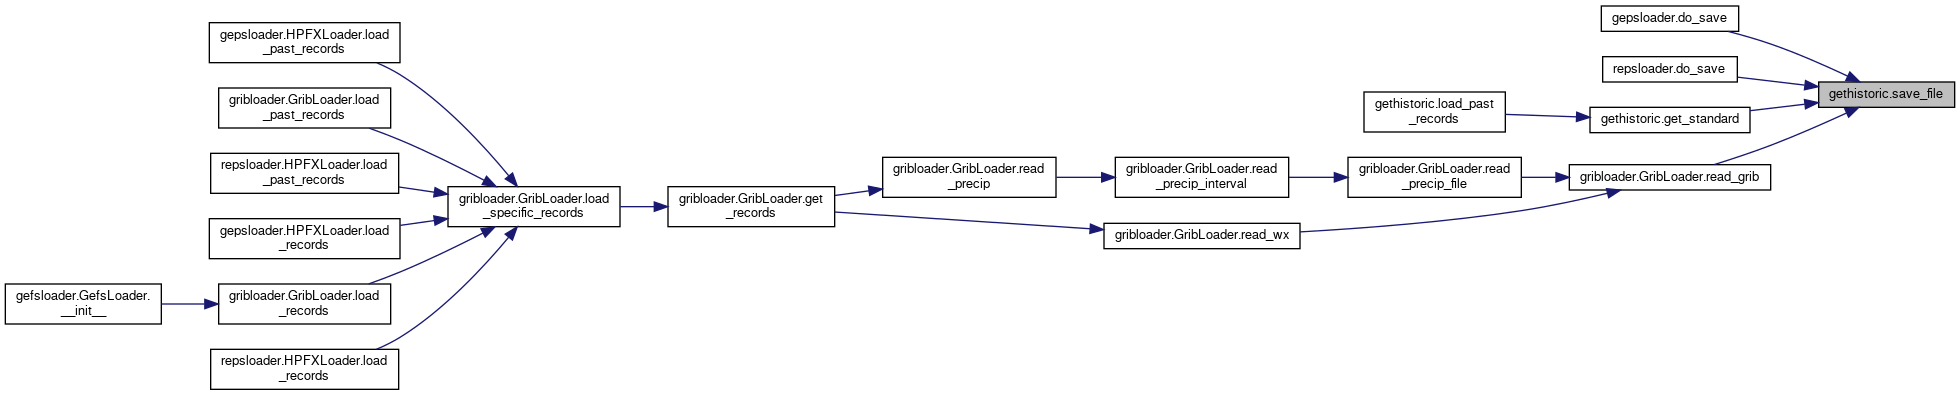 gepsloader.HPFXLoader.load
_past_records
gribloader.GribLoader.load
_past_records
repsloader.HPFXLoader.load
_past_records
gribloader.GribLoader.load
_specific_records
gepsloader.HPFXLoader.load
_records
gefsloader.GefsLoader.
__init__
gribloader.GribLoader.load
_records
repsloader.HPFXLoader.load
_records
gribloader.GribLoader.get
_records
gribloader.GribLoader.read
_precip
gribloader.GribLoader.read
_precip_interval
gribloader.GribLoader.read_wx
gethistoric.load_past
_records
gribloader.GribLoader.read
_precip_file
gepsloader.do_save
repsloader.do_save
gethistoric.get_standard
gribloader.GribLoader.read_grib
gethistoric.save_file